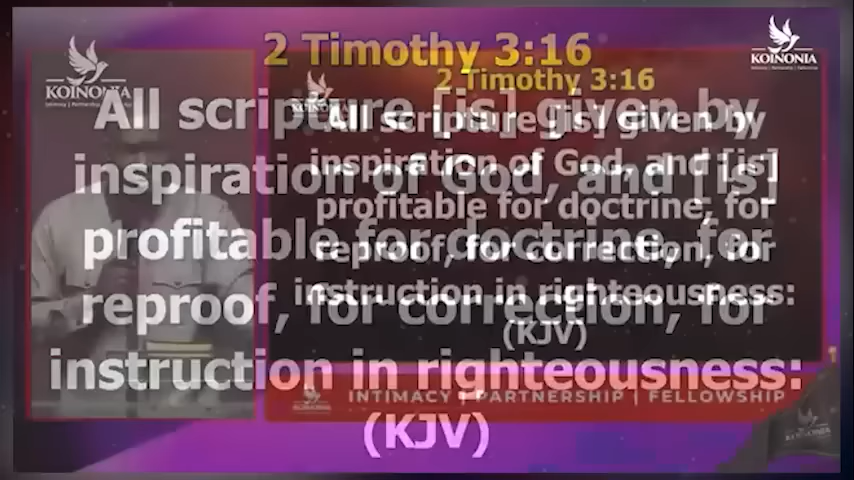 2 Timothy 3:16
All scripture [is] given by
inspiration of God, and [is]
profitable for doctrine, for
reproof, for correction, for
instruction in righteousness:
(KJV)
2 Timothy 3:16
All scripture [is] given by
inspiration of God, and [is]
profitable for doctrine, for
reproof, for correction, for
instruction in righteousness:
(KJV)
INTIMACY | PARTNERSHIP | FELLOWSHIP
KOINONIA
Intimacy | Partnership | Fellowship
KOINONIA
KOINONIA